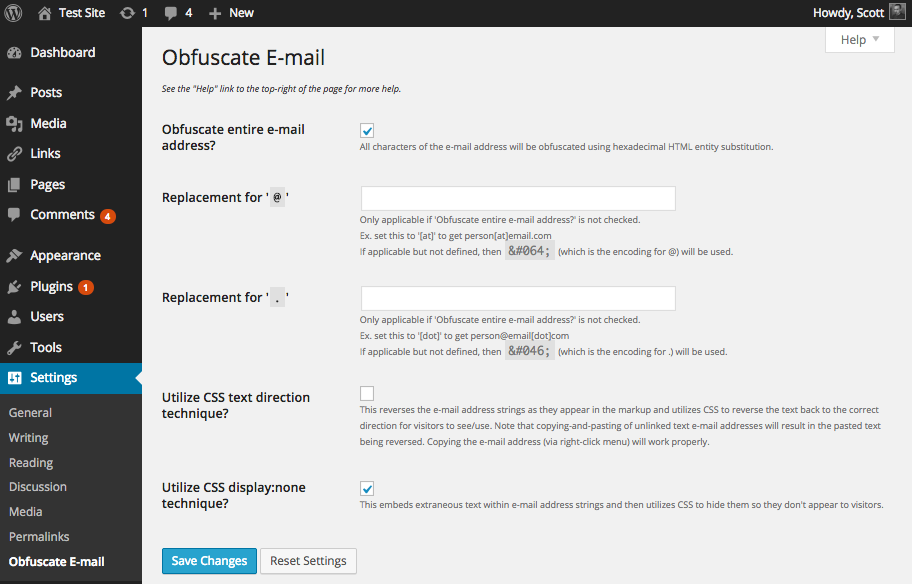 Test Site 1 4 New Howdy, Scott
Help
Dashboard
Posts
Media
Links
Pages
Comments 4
Appearance
Plugins 1
Users
Tools
Settings
General
Writing
Reading
Discussion
Media
Permalinks
Obfuscate E-mail
Obfuscate E-mail
See the "Help" link to the top-right of the page for more help.
Obfuscate entire e-mail
address?
All characters of the e-mail address will be obfuscated using hexadecimal HTML entity substitution.
Replacement for ' @ '
Only applicable if 'Obfuscate entire e-mail address?' is not checked.
Ex. set this to '[at]' to get person[at]email.com
If applicable but not defined, then &#064; (which is the encoding for @) will be used.
Replacement for ' . '
Only applicable if 'Obfuscate entire e-mail address?' is not checked.
Ex. set this to '[dot]' to get person@email[dot]com
If applicable but not defined, then &#046; (which is the encoding for .) will be used.
Utilize CSS text direction
technique?
This reverses the e-mail address strings as they appear in the markup and utilizes CSS to reverse the text back to the correct
direction for visitors to see/use. Note that copying-and-pasting of unlinked text e-mail addresses will result in the pasted text
being reversed. Copying the e-mail address (via right-click menu) will work properly.
Utilize CSS display:none
technique?
This embeds extraneous text within e-mail address strings and then utilizes CSS to hide them so they don't appear to visitors.
Save Changes Reset Settings